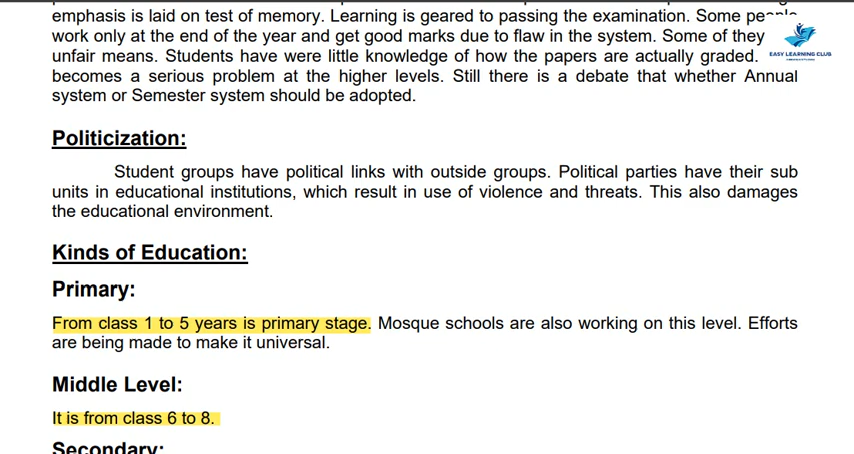 emphasis is laid on test of memory. Learning is geared to passing the examination. Some people
work only at the end of the year and get good marks due to flaw in the system. Some of they
unfair means. Students have were little knowledge of how the papers are actually graded.
EASY LEARNING CLUB
becomes a serious problem at the higher levels. Still there is a debate that whether Annual
system or Semester system should be adopted.
Politicization:
Student groups have political links with outside groups. Political parties have their sub
units in educational institutions, which result in use of violence and threats. This also damages
the educational environment.
Kinds of Education:
Primary:
From class 1 to 5 years is primary stage. Mosque schools are also working on this level. Efforts
are being made to make it universal.
Middle Level:
It is from class 6 to 8.
Secondary: